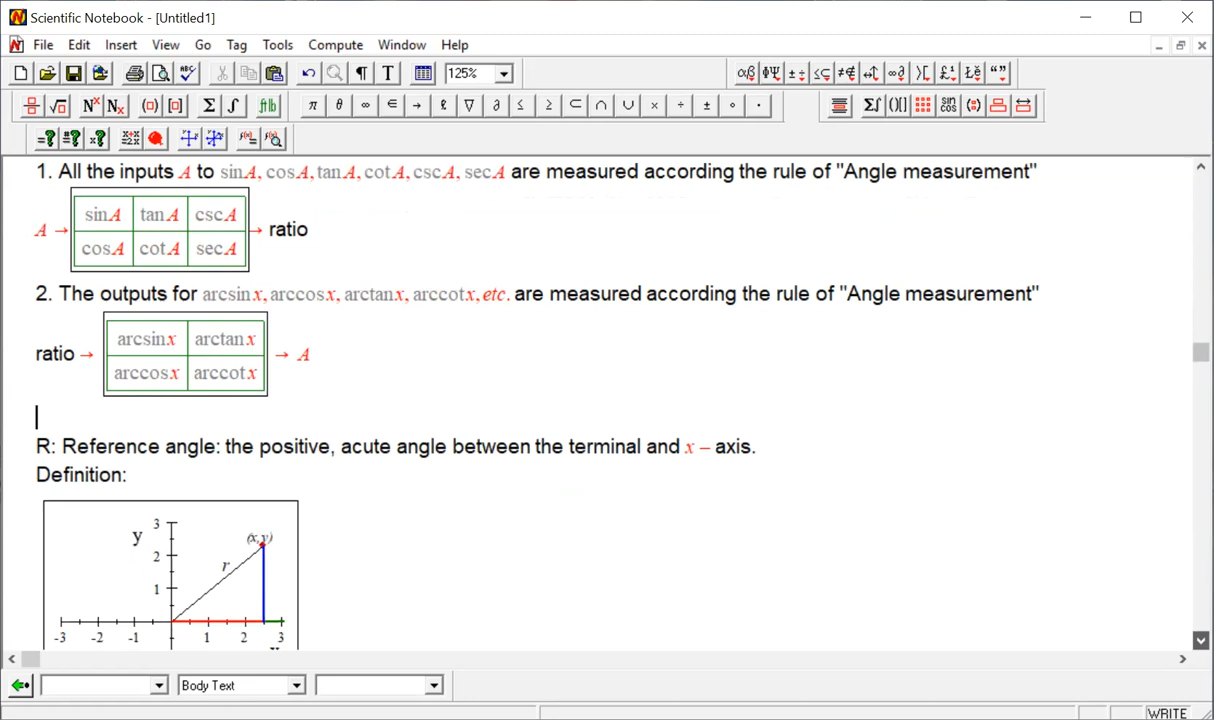 Scientific Notebook - [Untitled1]
File Edit Insert View Go Tag Tools Compute Window Help
125%
π θ ∞ ∈ → ℓ ∇ ∂ ≤ ≥ ⊂ ∩ ∪ × ÷ ± ∘ ·
1. All the inputs A to sinA, cosA, tanA, cotA, cscA, secA are measured according the rule of "Angle measurement"
sinA tanA cscA
A → → ratio
cosA cotA secA
2. The outputs for arcsinx, arccosx, arctanx, arccotx, etc. are measured according the rule of "Angle measurement"
arcsinx arctanx
ratio → → A
arccosx arccotx
R: Reference angle: the positive, acute angle between the terminal and x – axis.
Definition:
y 3 (x,y)
2 r
1
-3 -2 -1 1 2 3
Body Text
WRITE